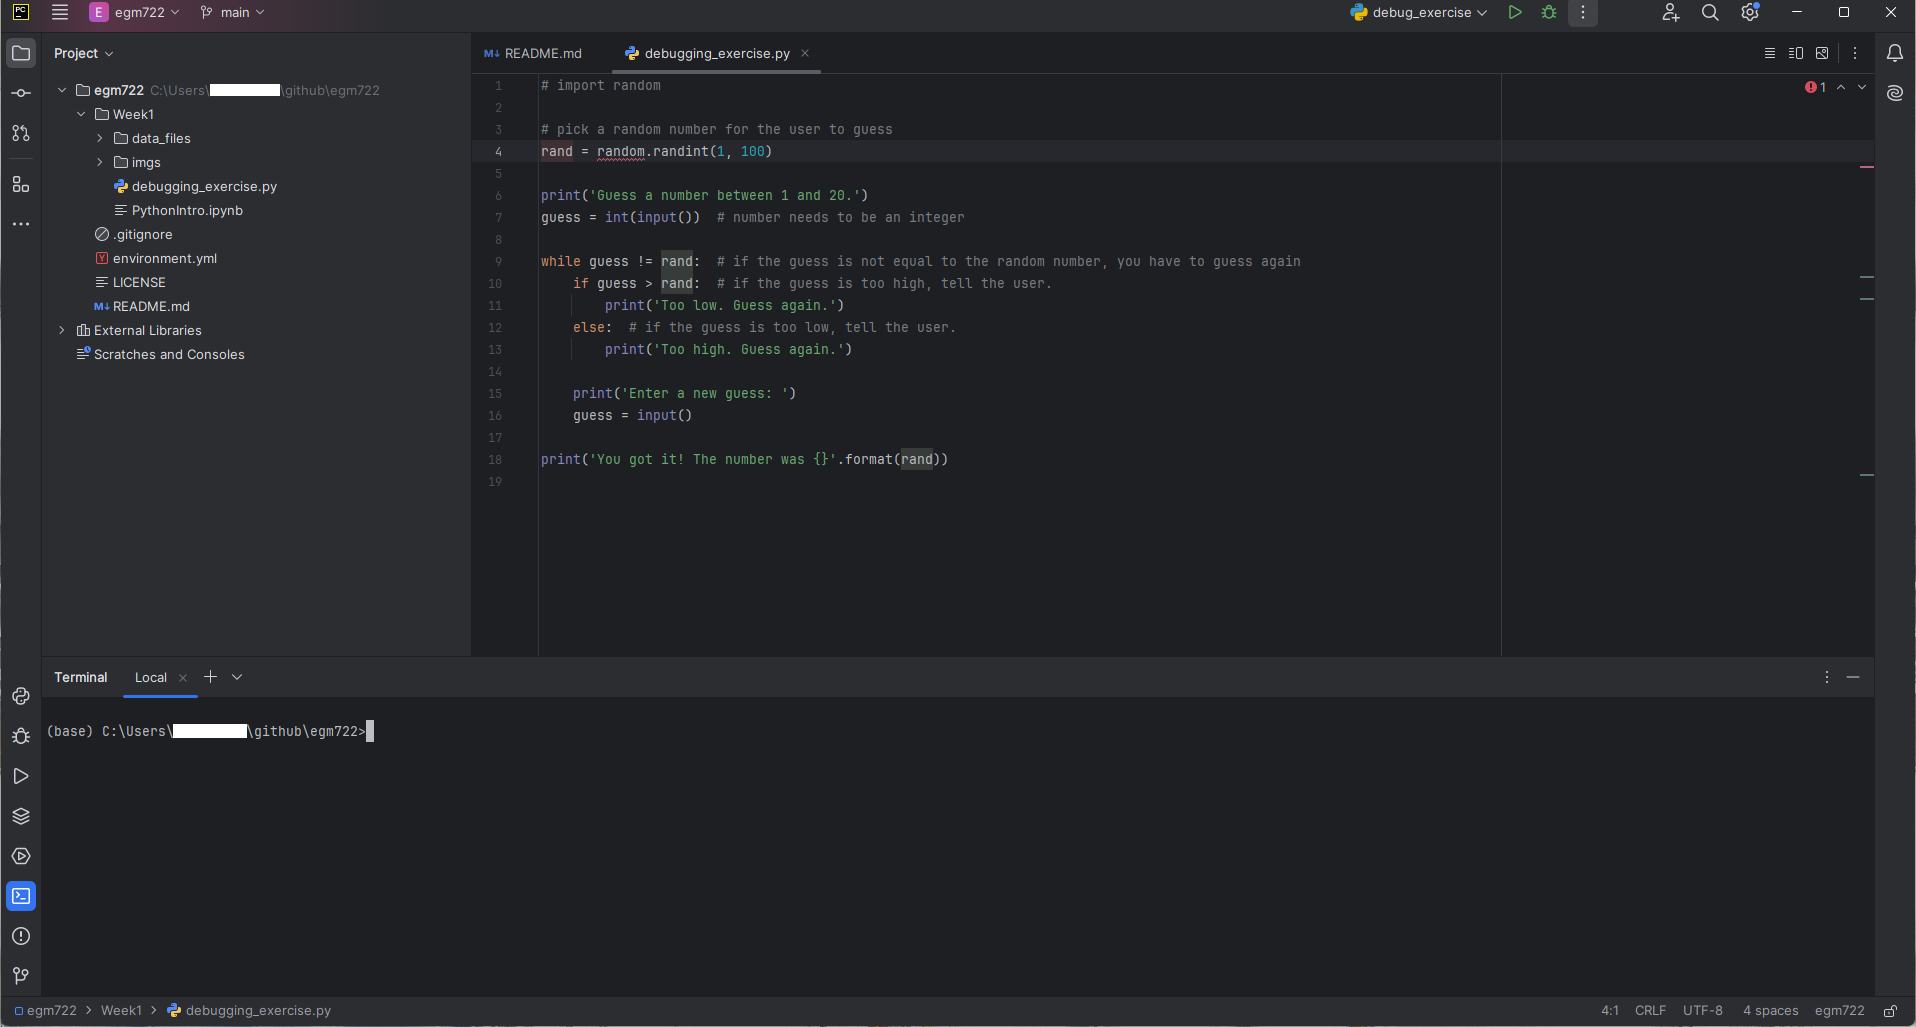 PC
E egm722 main debug_exercise
Project
egm722 C:\Users\ \github\egm722
Week1
data_files
imgs
debugging_exercise.py
PythonIntro.ipynb
.gitignore
Y environment.yml
LICENSE
M↓ README.md
External Libraries
Scratches and Consoles
M↓ README.md debugging_exercise.py
1 # import random
2
3 # pick a random number for the user to guess
4 rand = random.randint(1, 100)
5
6 print('Guess a number between 1 and 20.')
7 guess = int(input())  # number needs to be an integer
8
9 while guess != rand:  # if the guess is not equal to the random number, you have to guess again
10     if guess > rand:  # if the guess is too high, tell the user.
11         print('Too low. Guess again.')
12     else:  # if the guess is too low, tell the user.
13         print('Too high. Guess again.')
14
15     print('Enter a new guess: ')
16     guess = input()
17
18 print('You got it! The number was {}'.format(rand))
19
1
Terminal Local
(base) C:\Users\ \github\egm722>
egm722 > Week1 > debugging_exercise.py
4:1 CRLF UTF-8 4 spaces egm722